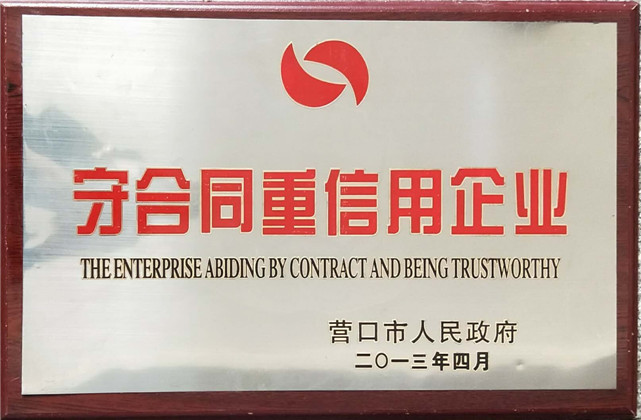 守合同重信用企业
THE ENTERPRISE ABIDING BY CONTRACT AND BEING TRUSTWORTHY
营口市人民政府
二〇一三年四月